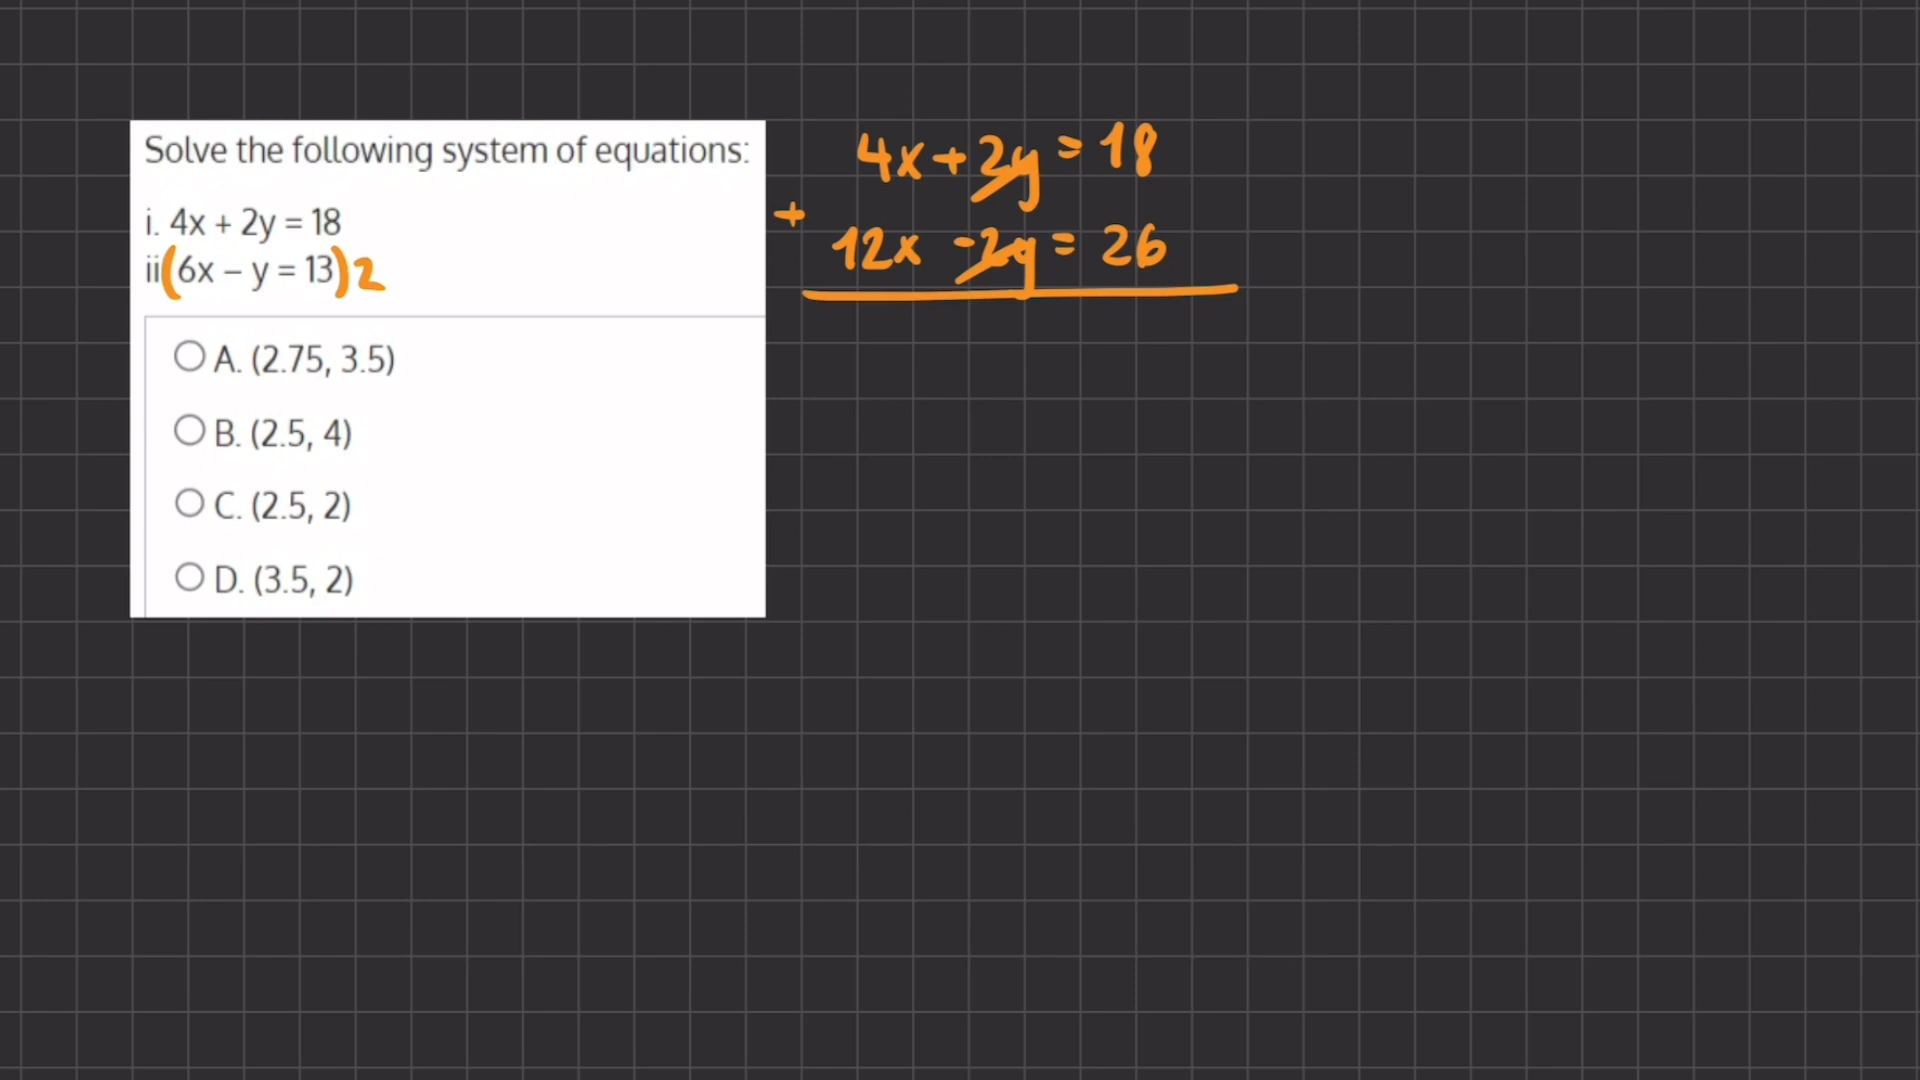 Solve the following system of equations:
i. 4x + 2y = 18
ii(6x – y = 13)2
A. (2.75, 3.5)
B. (2.5, 4)
C. (2.5, 2)
D. (3.5, 2)
4x+2y=18
+
12x -2y= 26